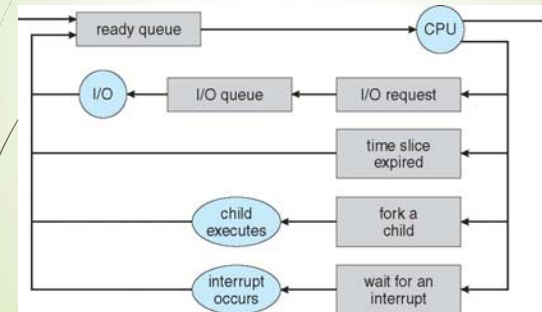 ready queue
CPU
I/O
I/O queue
I/O request
time slice
expired
child
executes
fork a
child
interrupt
occurs
wait for an
interrupt